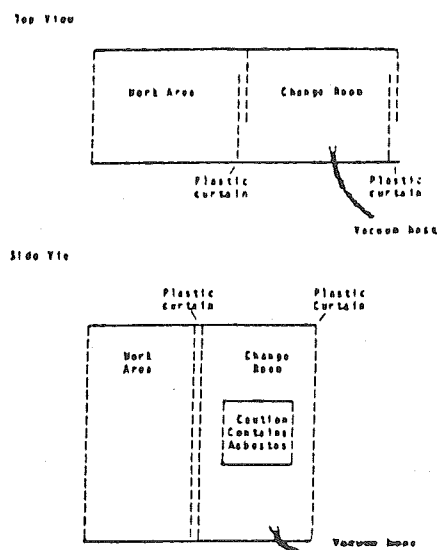 Top View
Work Area
Change Room
Plastic
curtain
Plastic
curtain
Vacuum hose
Side Vie
Plastic
curtain
Plastic
Curtain
Work
Area
Change
Room
Caution
Contains
Asbestos
Vacuum hose